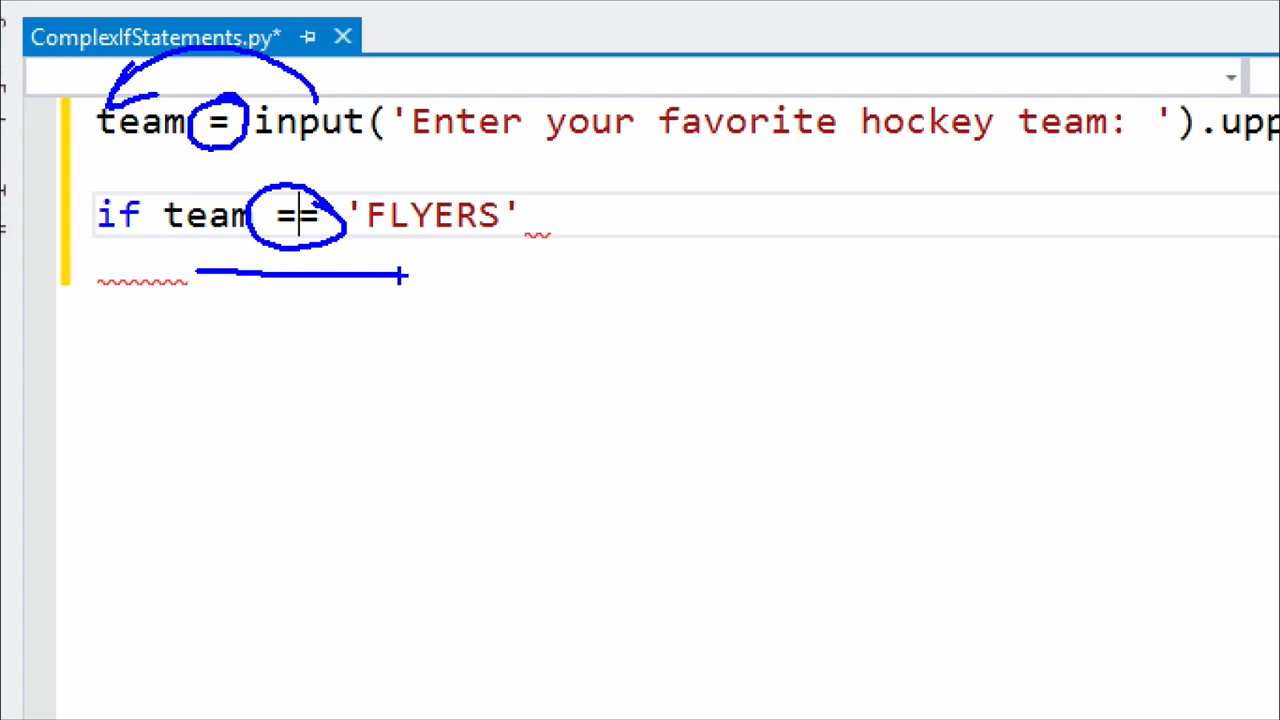 ComplexIfStatements.py*
team = input('Enter your favorite hockey team: ').upp
if team == 'FLYERS'